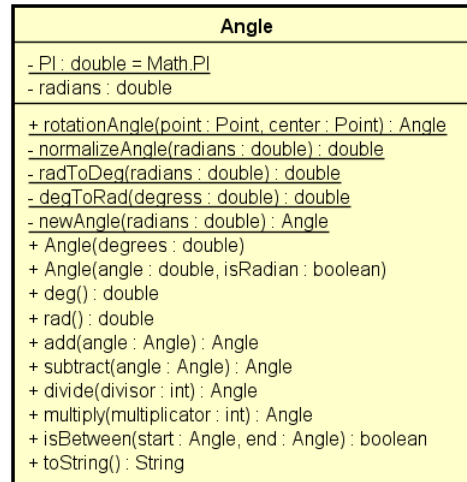 Angle
- PI : double = Math.PI
- radians : double
+ rotationAngle(point : Point, center : Point) : Angle
- normalizeAngle(radians : double) : double
- radToDeg(radians : double) : double
- degToRad(degress : double) : double
- newAngle(radians : double) : Angle
+ Angle(degrees : double)
+ Angle(angle : double, isRadian : boolean)
+ deg() : double
+ rad() : double
+ add(angle : Angle) : Angle
+ subtract(angle : Angle) : Angle
+ divide(divisor : int) : Angle
+ multiply(multiplicator : int) : Angle
+ isBetween(start : Angle, end : Angle) : boolean
+ toString() : String